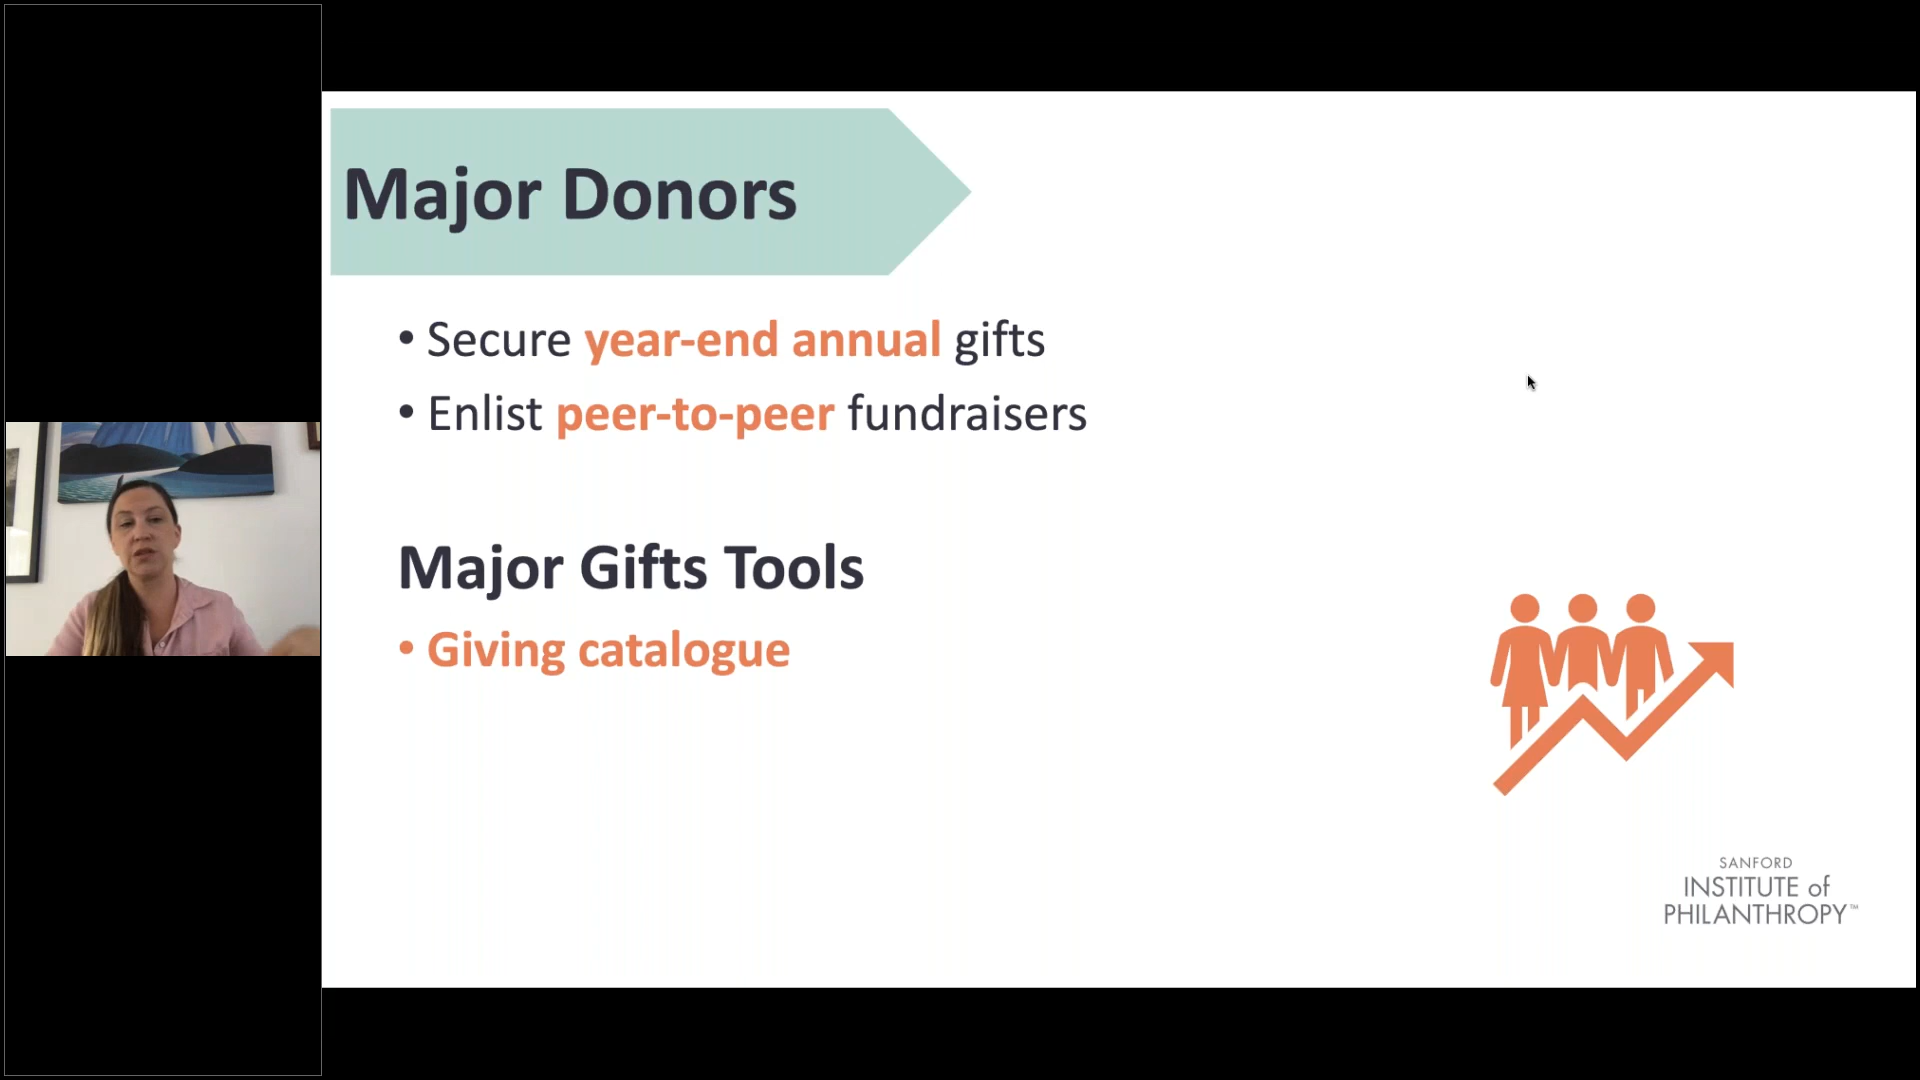 Major Donors
• Secure year-end annual gifts
• Enlist peer-to-peer fundraisers
Major Gifts Tools
• Giving catalogue
SANFORD
INSTITUTE of
PHILANTHROPY™